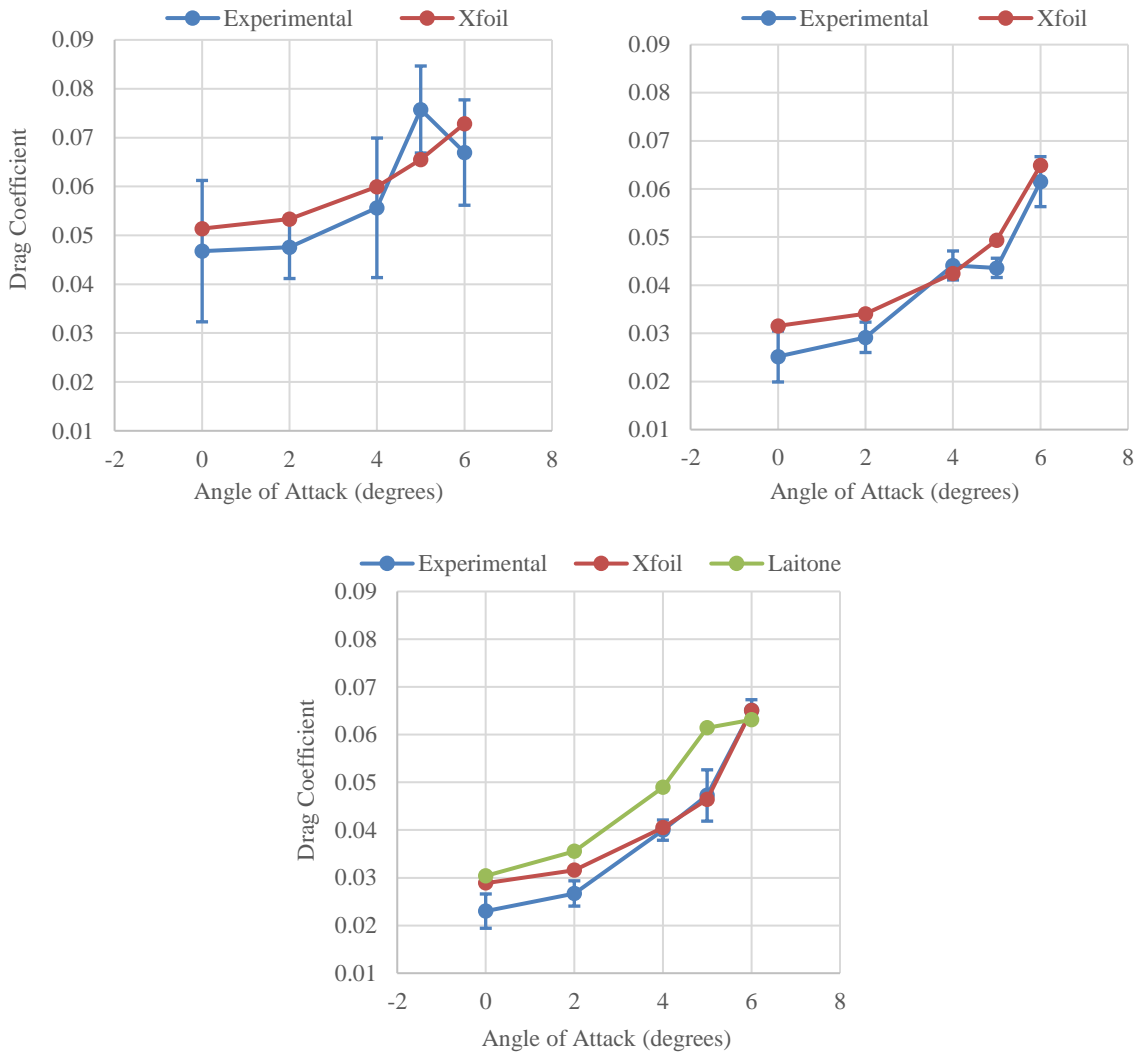 Experimental Xfoil
0.09
0.08
0.07
0.06
0.05
0.04
0.03
0.02
0.01
Drag Coefficient
-2 0 2 4 6 8
Angle of Attack (degrees)
Experimental Xfoil
0.09
0.08
0.07
0.06
0.05
0.04
0.03
0.02
0.01
-2 0 2 4 6 8
Angle of Attack (degrees)
Experimental Xfoil Laitone
0.09
0.08
0.07
0.06
0.05
0.04
0.03
0.02
0.01
Drag Coefficient
-2 0 2 4 6 8
Angle of Attack (degrees)